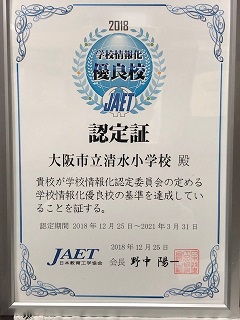 2018
学校情報化
優良校
JAET
認定証
大阪市立清水小学校 殿
貴校が学校情報化認定委員会の定める
学校情報化優良校の基準を達成してい
ることを証する。
認定期間 2018年12月25日~2021年3月31日
2018年12月25日
JAET
日本教育工学協会
会長 野中 陽一